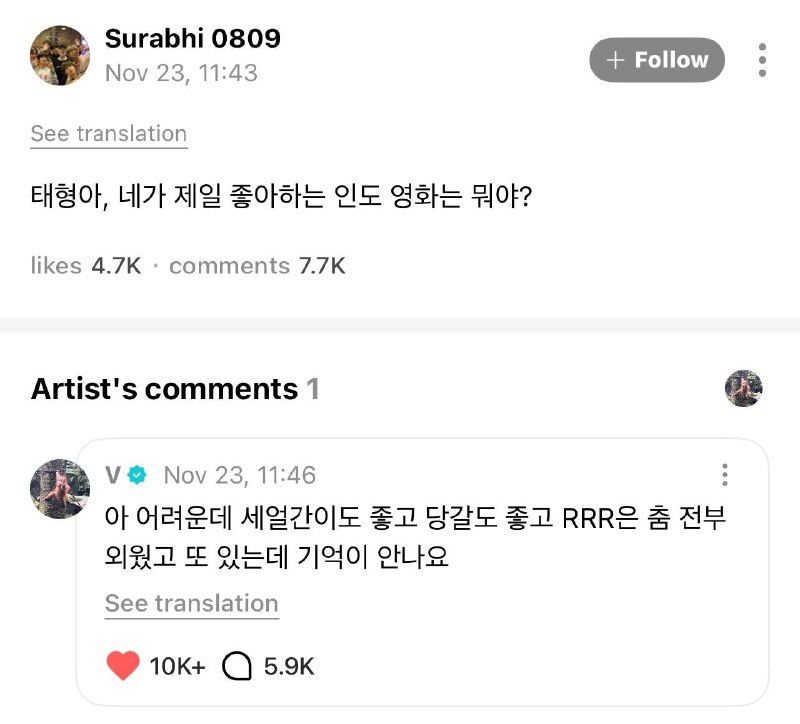 Surabhi 0809
Nov 23, 11:43
+ Follow
See translation
태형아, 네가 제일 좋아하는 인도 영화는 뭐야?
likes 4.7K · comments 7.7K
Artist's comments 1
V Nov 23, 11:46
아 어려운데 세얼간이도 좋고 당갈도 좋고 RRR은 춤 전부
외웠고 또 있는데 기억이 안나요
See translation
10K+ 5.9K